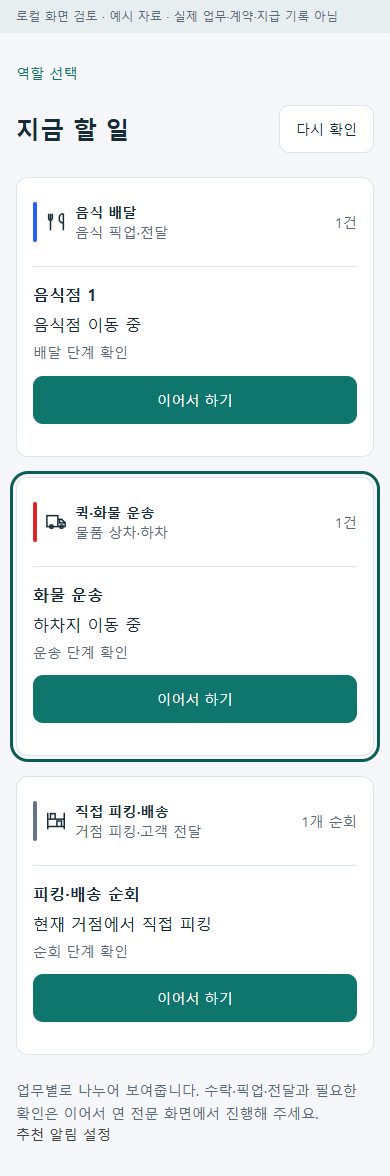 로컬 화면 검토 · 예시 자료 · 실제 업무·계약·지급 기록 아님
역할 선택
지금 할 일
다시 확인
음식 배달
음식 픽업·전달
1건
음식점 1
음식점 이동 중
배달 단계 확인
이어서 하기
퀵·화물 운송
물품 상차·하차
1건
화물 운송
하차지 이동 중
운송 단계 확인
이어서 하기
직접 피킹·배송
거점 피킹·고객 전달
1개 순회
피킹·배송 순회
현재 거점에서 직접 피킹
순회 단계 확인
이어서 하기
업무별로 나누어 보여줍니다. 수락·픽업·전달과 필요한
확인은 이어서 연 전문 화면에서 진행해 주세요.
추천 알림 설정